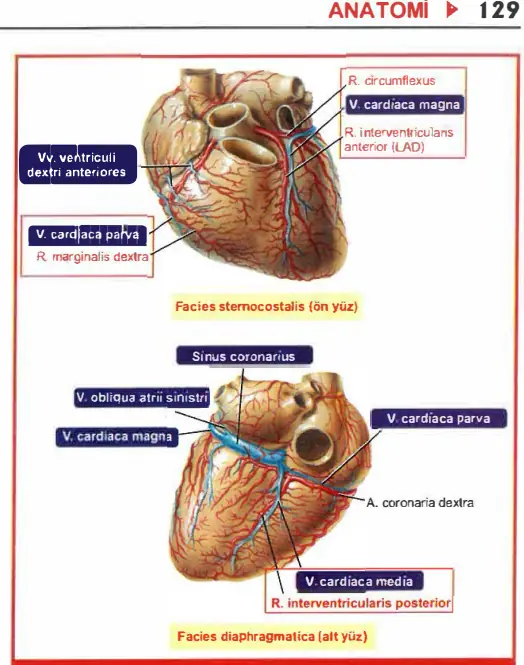 ANATOMİ ▶ 129
R. circumflexus
V. cardiaca magna
R. interventricularis
anterior (LAD)
Vv. ventriculi
dextri anteriores
V. cardiaca parva
R. marginalis dextra
Facies sternocostalis (ön yüz)
Sinus coronarius
V. obliqua atrii sinistri
V. cardiaca magna
V. cardiaca parva
A. coronaria dextra
V. cardiaca media
R. interventricularis posterior
Facies diaphragmatica (alt yüz)